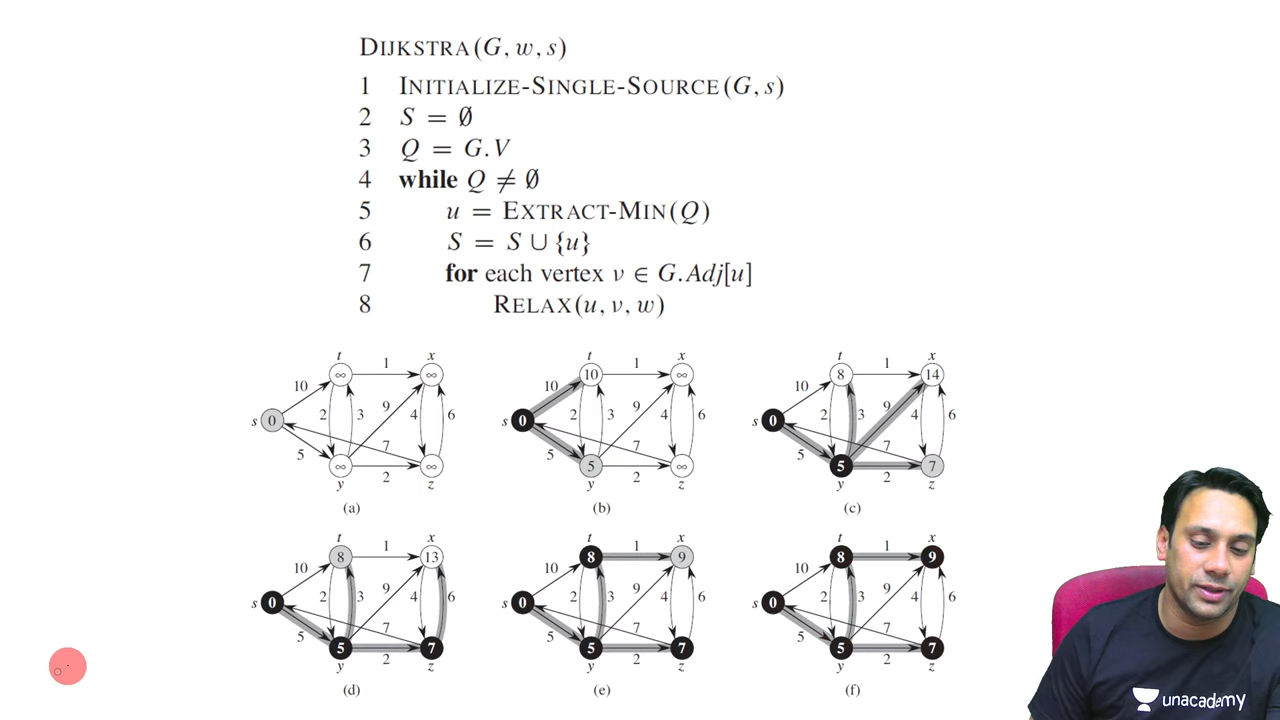 DIJKSTRA(G, w, s)
1 INITIALIZE-SINGLE-SOURCE(G, s)
2 S = ∅
3 Q = G.V
4 while Q ≠ ∅
5 u = EXTRACT-MIN(Q)
6 S = S ∪ {u}
7 for each vertex v ∈ G.Adj[u]
8 RELAX(u, v, w)
t x t x t x
1 1 1
∞ ∞ 10 ∞ 8 14
10 10 10
2 3 9 4 6 2 3 9 4 6 2 3 9 4 6
s 0 s 0 s 0
5 7 5 7 5 7
∞ ∞ 5 ∞ 5 7
2 2 2
y z y z y z
(a) (b) (c)
t x t x t x
1 1 1
8 13 8 9 8 9
10 10 10
2 3 9 4 6 2 3 9 4 6 2 3 9 4 6
s 0 s 0 s 0
5 7 5 7 5 7
5 7 5 7 5 7
2 2 2
y z y z y z
(d) (e) (f)
unacademy